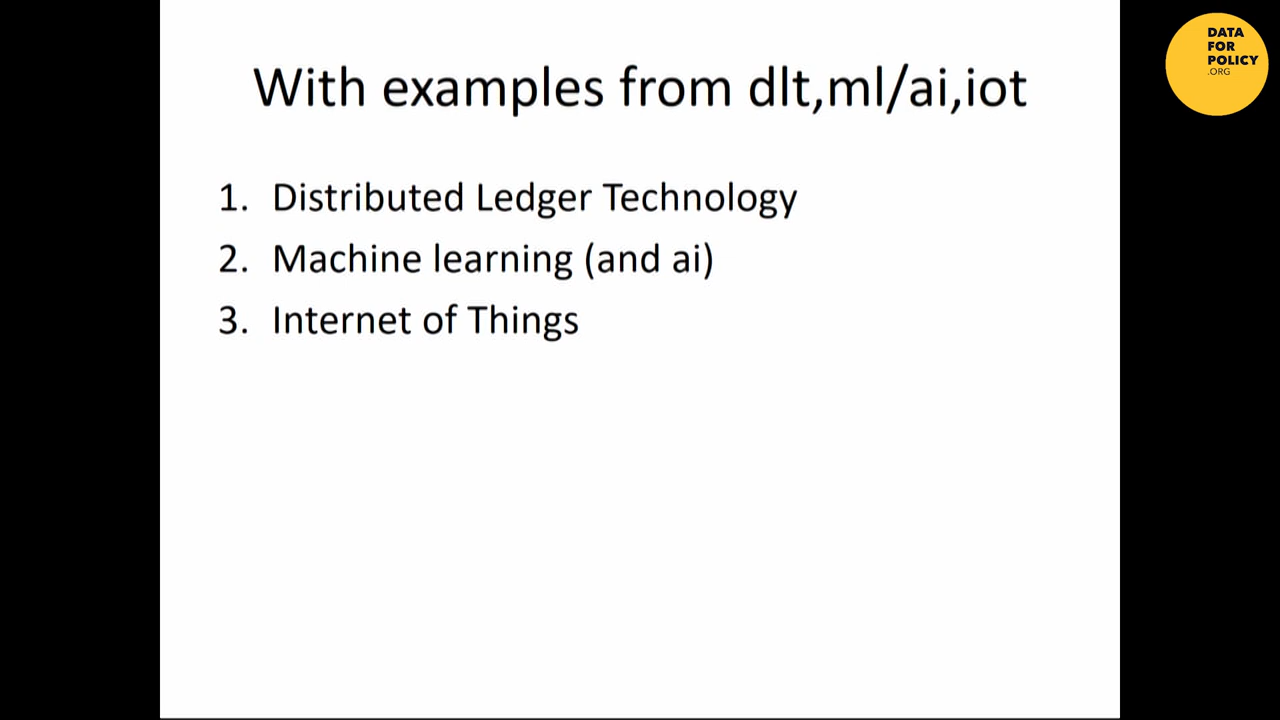 With examples from dlt,ml/ai,iot
1. Distributed Ledger Technology
2. Machine learning (and ai)
3. Internet of Things
DATA
FOR
POLICY
.ORG